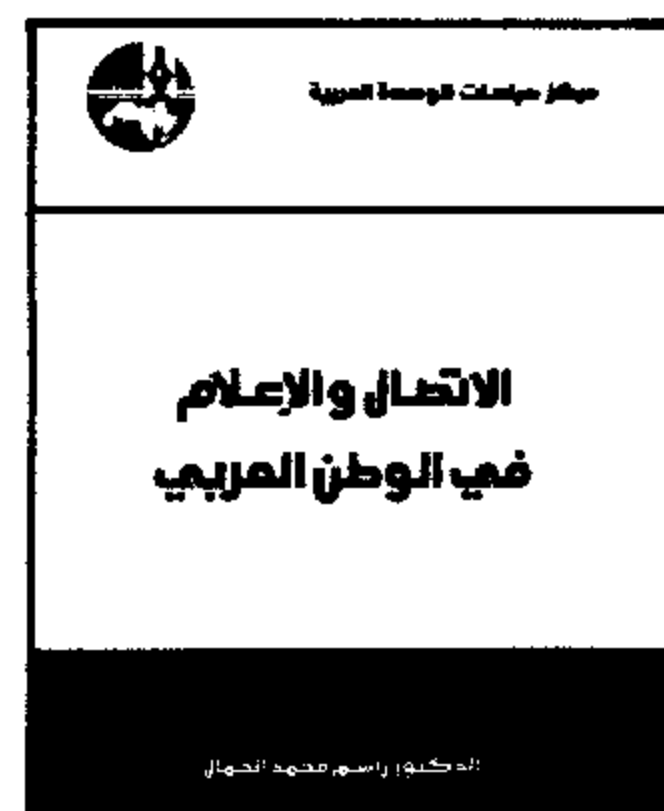 مركز دراسات الوحدة العربية
الاتصال والإعلام
في الوطن العربي
الدكتور راسم محمد الجمال